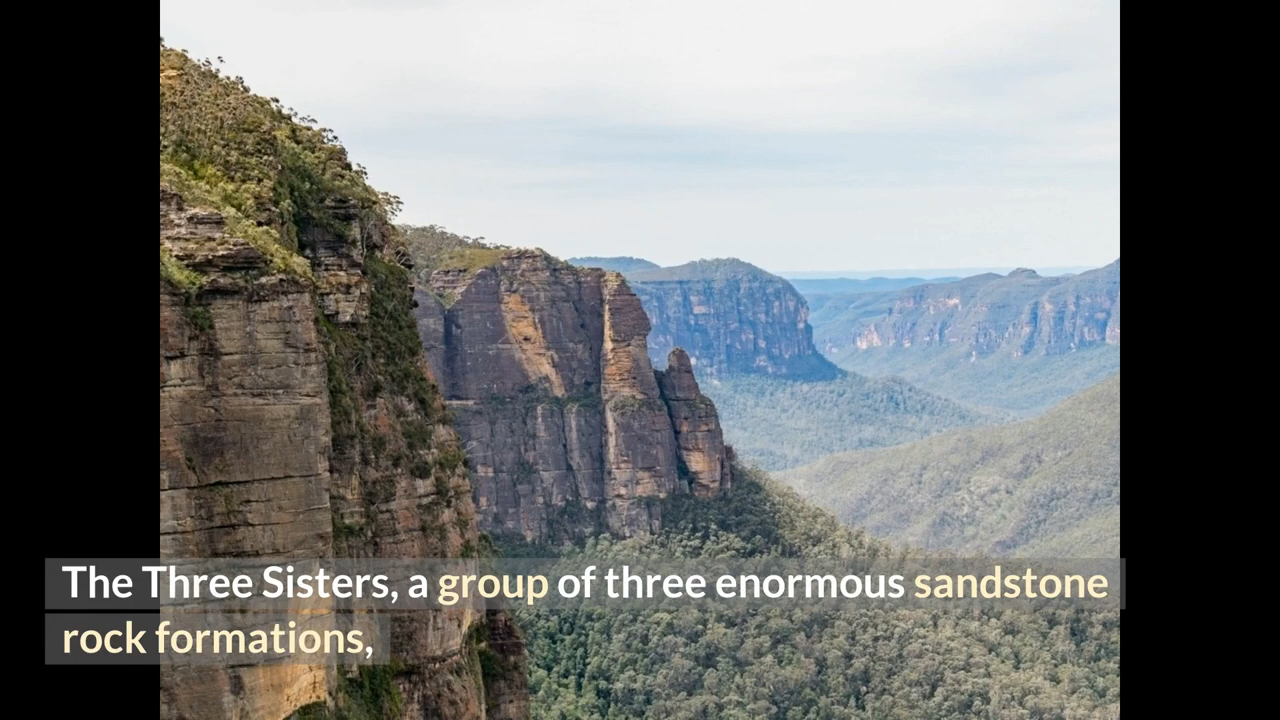 The Three Sisters, a group of three enormous sandstone
rock formations,